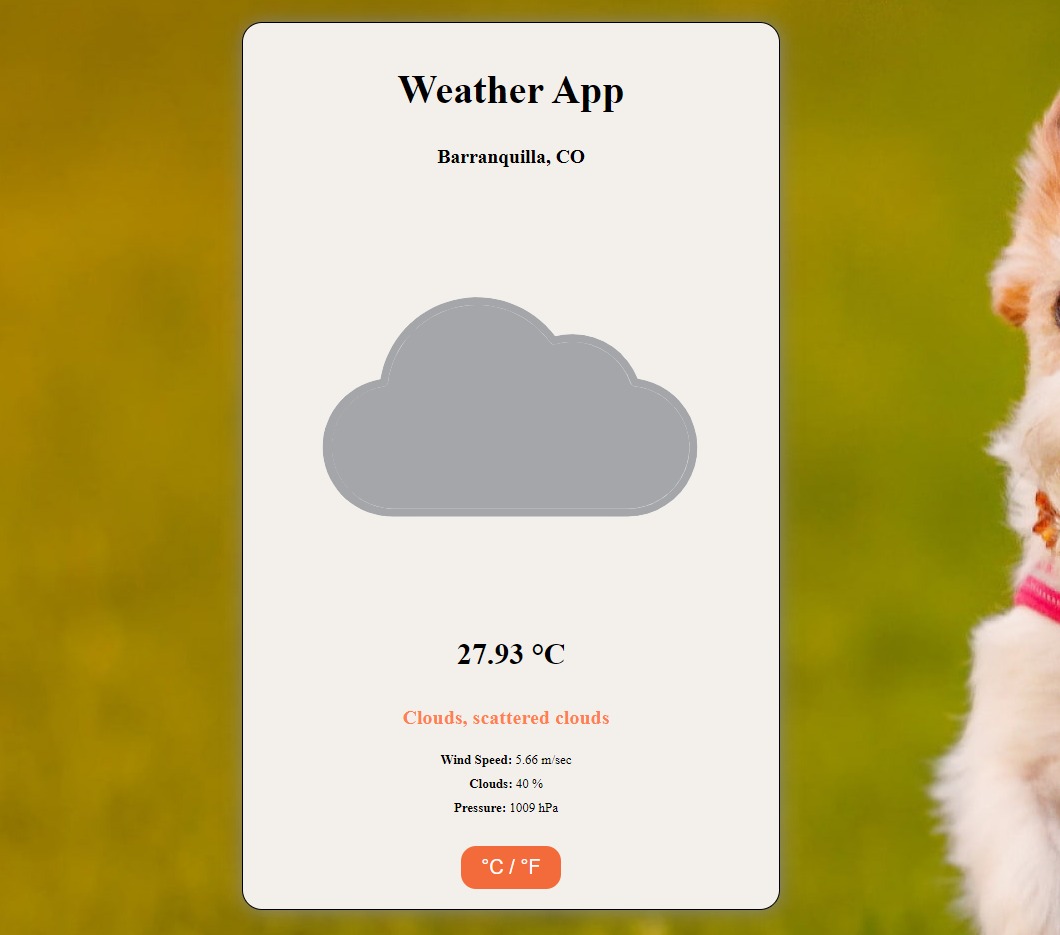 Weather App
Barranquilla, CO
27.93 °C
Clouds, scattered clouds
Wind Speed: 5.66 m/sec
Clouds: 40 %
Pressure: 1009 hPa
°C / °F